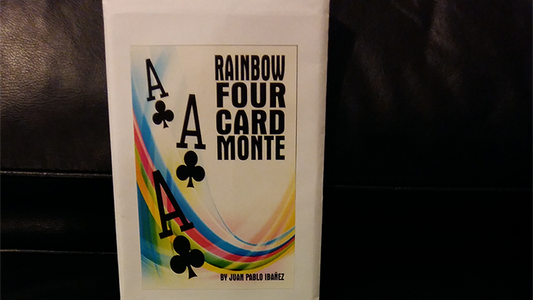 A
A
A
RAINBOW
FOUR
CARD
MONTE
BY JUAN PABLO IBAÑEZ